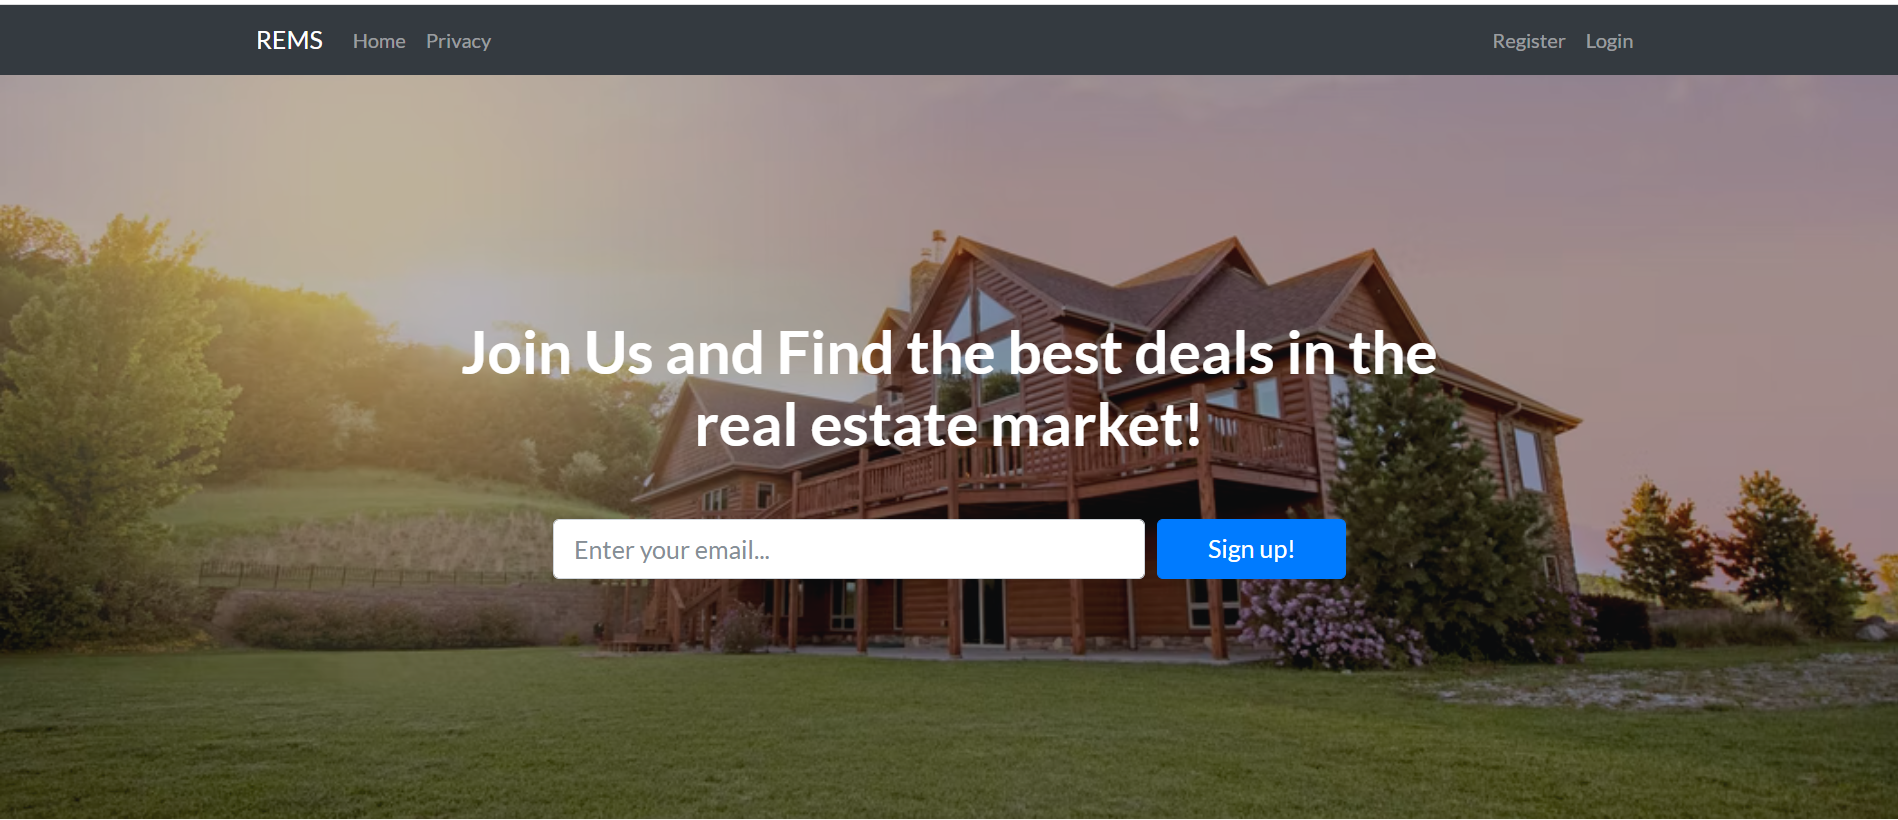 REMS Home Privacy Register Login
Join Us and Find the best deals in the
real estate market!
Enter your email... Sign up!